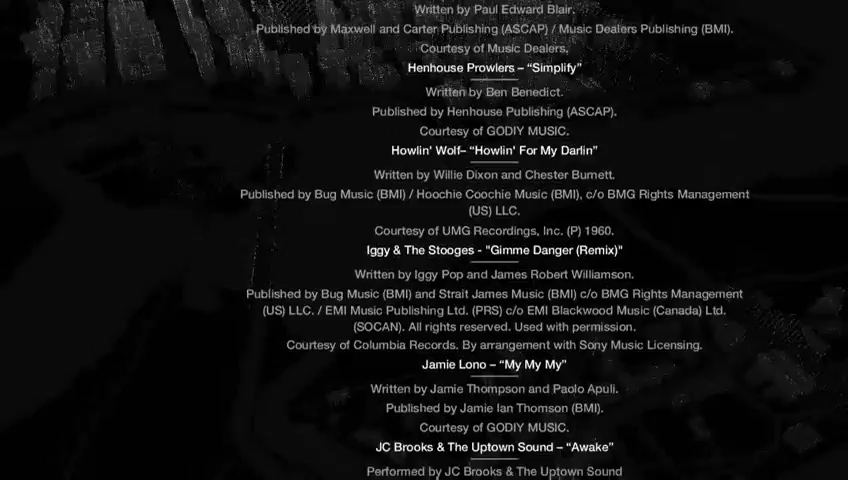 Written by Paul Edward Blair.
Published by Maxwell and Carter Publishing (ASCAP) / Music Dealers Publishing (BMI).
Courtesy of Music Dealers,
Henhouse Prowlers – “Simplify”
Written by Ben Benedict.
Published by Henhouse Publishing (ASCAP).
Courtesy of GODIY MUSIC.
Howlin' Wolf– “Howlin' For My Darlin”
Written by Willie Dixon and Chester Burnett.
Published by Bug Music (BMI) / Hoochie Coochie Music (BMI), c/o BMG Rights Management
(US) LLC.
Courtesy of UMG Recordings, Inc. (P) 1960.
Iggy & The Stooges - "Gimme Danger (Remix)"
Written by Iggy Pop and James Robert Williamson.
Published by Bug Music (BMI) and Strait James Music (BMI) c/o BMG Rights Management
(US) LLC. / EMI Music Publishing Ltd. (PRS) c/o EMI Blackwood Music (Canada) Ltd.
(SOCAN). All rights reserved. Used with permission.
Courtesy of Columbia Records. By arrangement with Sony Music Licensing.
Jamie Lono – “My My My”
Written by Jamie Thompson and Paolo Apuli.
Published by Jamie Ian Thomson (BMI).
Courtesy of GODIY MUSIC.
JC Brooks & The Uptown Sound – “Awake”
Performed by JC Brooks & The Uptown Sound